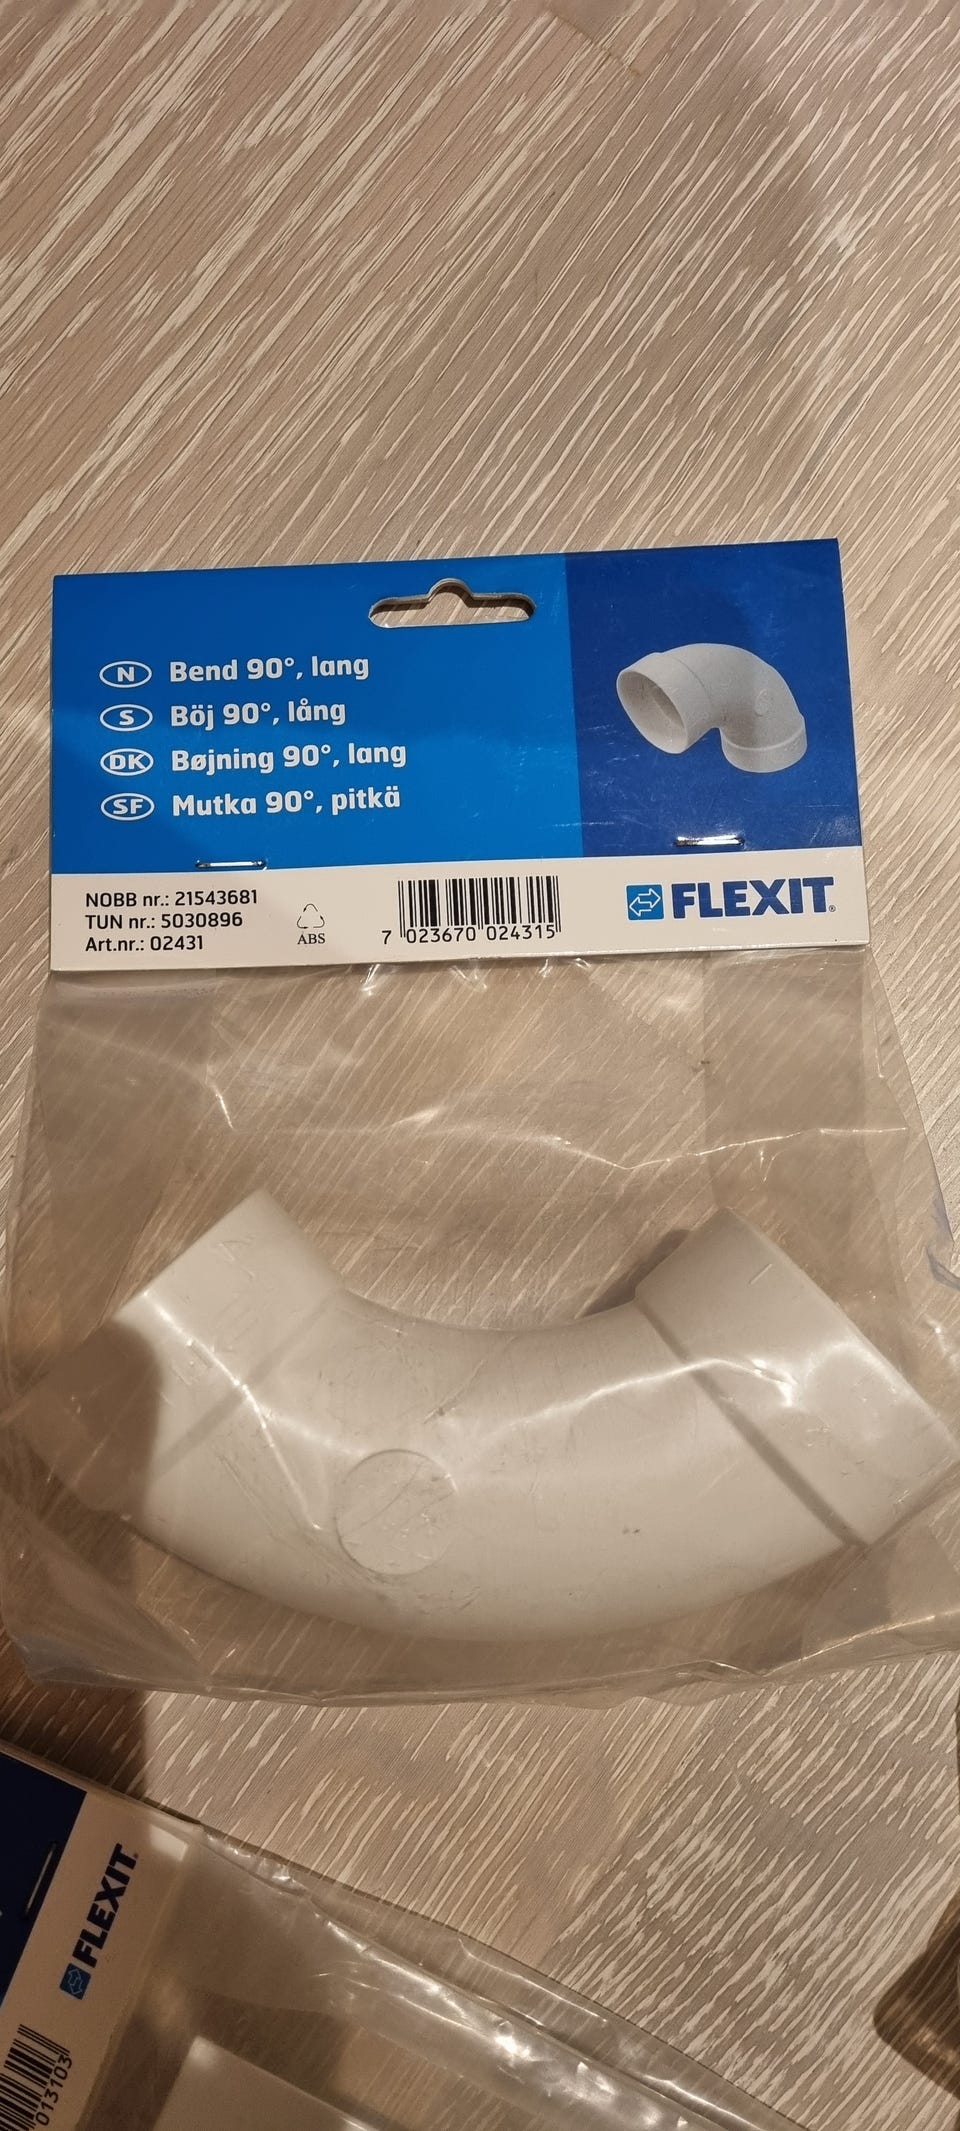 N Bend 90°, lang
S Böj 90°, lång
DK Bøjning 90°, lang
SF Mutka 90°, pitkä
NOBB nr.: 21543681
TUN nr.: 5030896
Art.nr.: 02431
ABS
7 023670 024315
FLEXIT®
FLEXIT®
013103